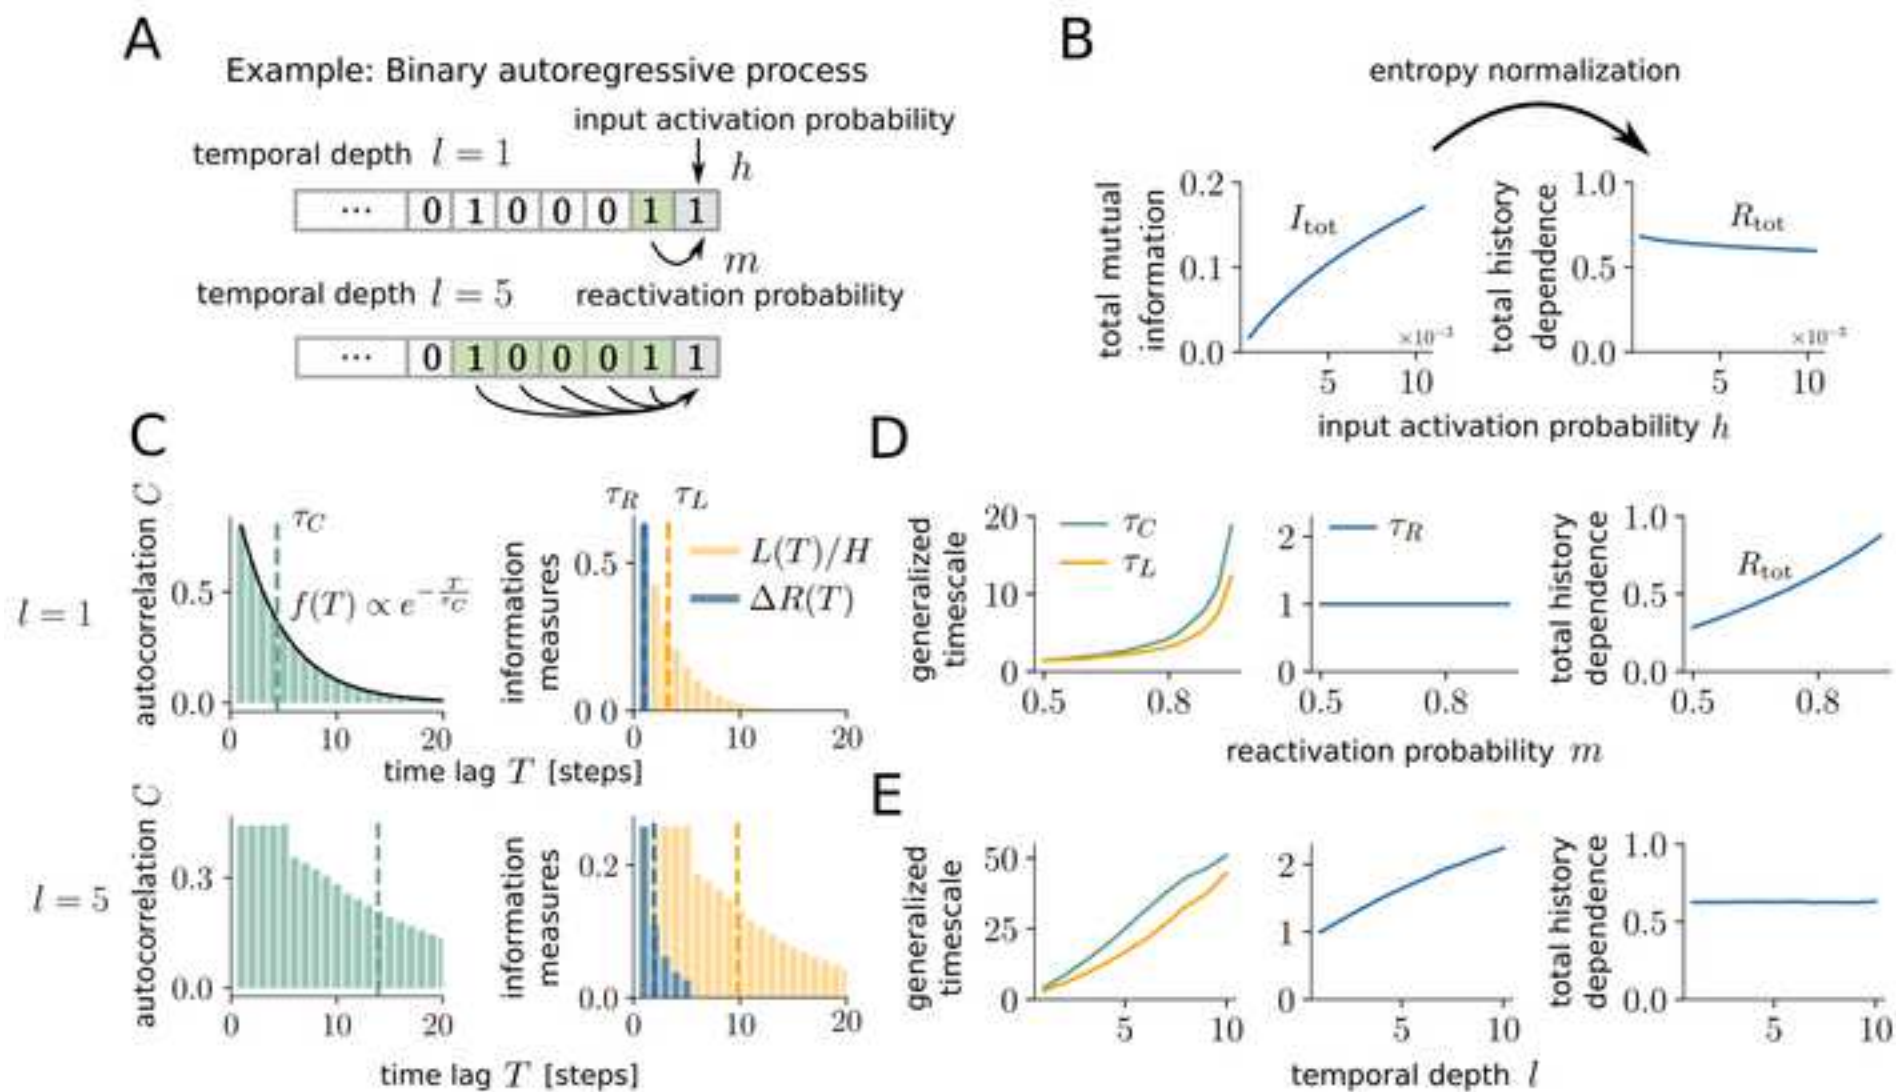 A
Example: Binary autoregressive process
input activation probability
temporal depth l = 1
h
... 0 1 0 0 0 1 1
m
temporal depth l = 5
reactivation probability
... 0 1 0 0 0 1 1
B
entropy normalization
total mutual
information
0.2
0.1
0.0
I_tot
×10⁻³
5 10
total history
dependence
1.0
0.5
0.0
R_tot
×10⁻³
5 10
input activation probability h
C
l = 1
autocorrelation C
0.5
0.0
τ_C
f(T) ∝ e^{-T/τ_C}
0 10 20
information
measures
0.5
0 0
τ_R τ_L
L(T)/H
ΔR(T)
0 10 20
time lag T [steps]
l = 5
autocorrelation C
0.3
0.0
0 10 20
information
measures
0.2
0.0
0 10 20
time lag T [steps]
D
generalized
timescale
20
10
0
τ_C
τ_L
0.5 0.8
2
1
0
τ_R
0.5 0.8
total history
dependence
1.0
0.5
0.0
R_tot
0.5 0.8
reactivation probability m
E
generalized
timescale
50
25
0
5 10
2
1
0
5 10
total history
dependence
1.0
0.5
0.0
5 10
temporal depth l